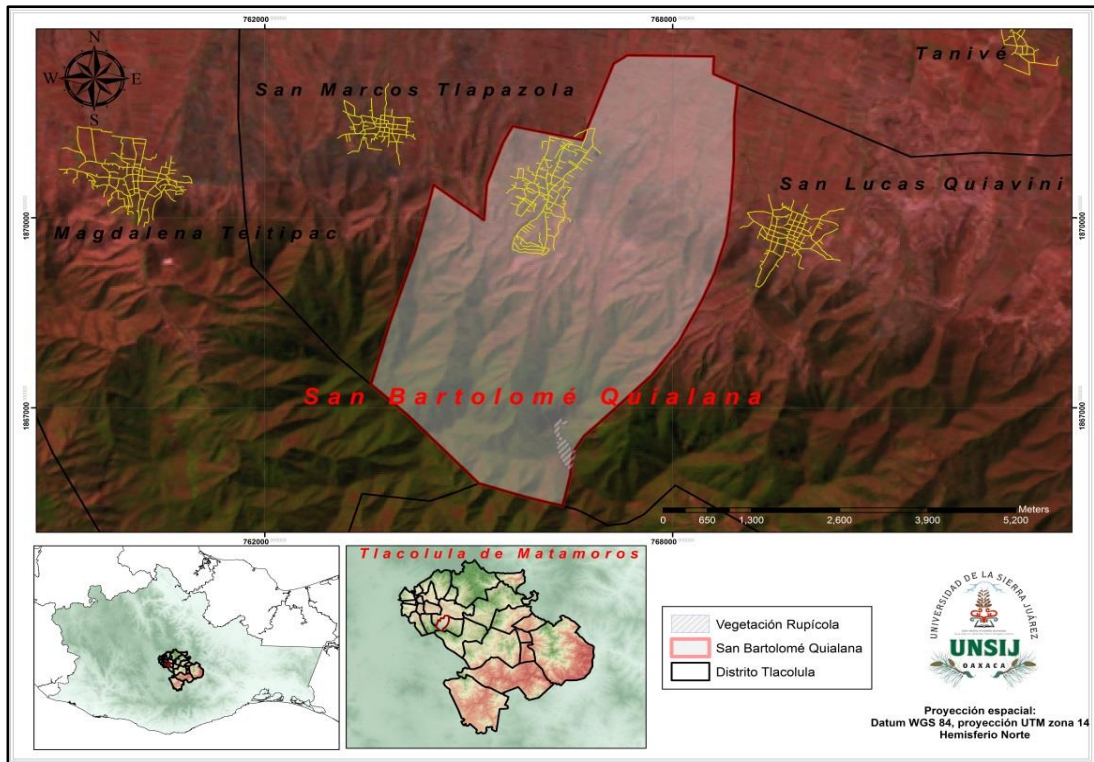 762000
768000
N
W E
S
Tanivé
San Marcos Tlapazola
San Lucas Quiavini
1870000
1870000
Magdalena Teitipac
San Bartolomé Quialana
1867000
1867000
Meters
0 650 1,300 2,600 3,900 5,200
762000
768000
Tlacolula de Matamoros
Vegetación Rupícola
San Bartolomé Quialana
Distrito Tlacolula
UNIVERSIDAD DE LA SIERRA JUÁREZ
UNSIJ
OAXACA
Proyección espacial:
Datum WGS 84, proyección UTM zona 14
Hemisferio Norte